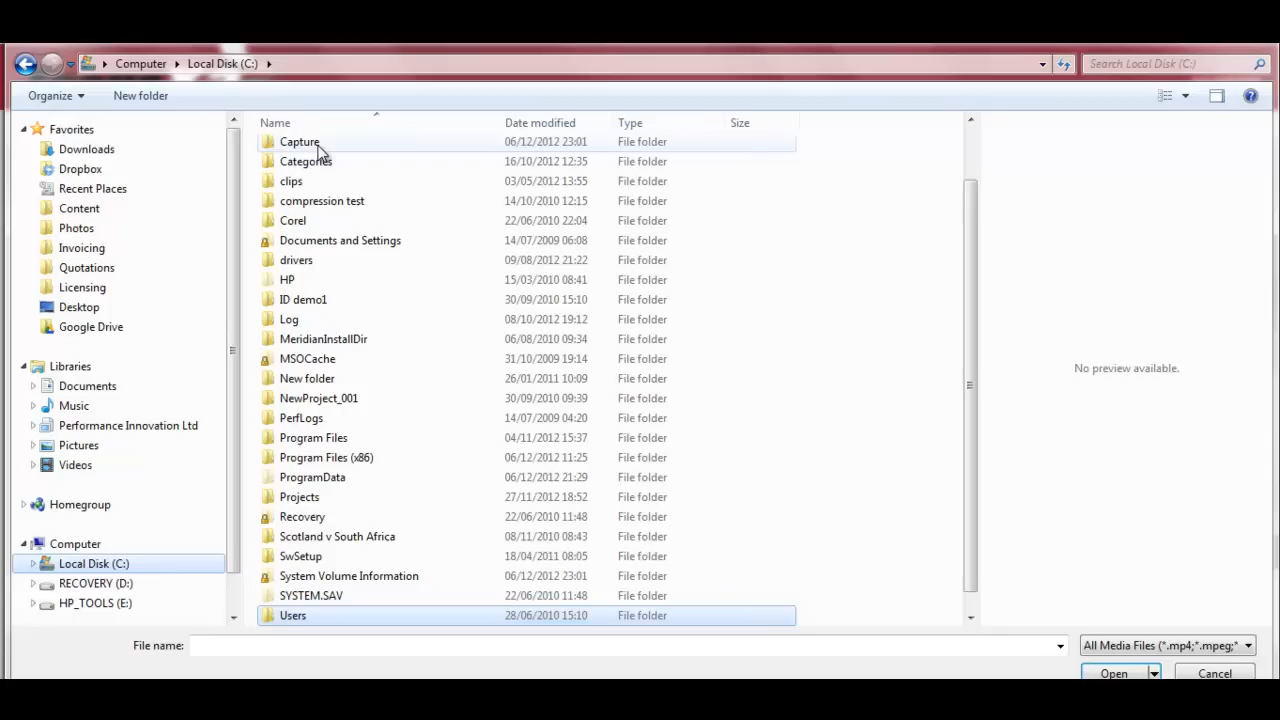 Computer Local Disk (C:) Search Local Disk (C:)
Organize New folder
Name Date modified Type Size
Favorites
Downloads
Dropbox
Recent Places
Content
Photos
Invoicing
Quotations
Licensing
Desktop
Google Drive
Libraries
Documents
Music
Performance Innovation Ltd
Pictures
Videos
Homegroup
Computer
Local Disk (C:)
RECOVERY (D:)
HP_TOOLS (E:)
Capture 06/12/2012 23:01 File folder
Categories 16/10/2012 12:35 File folder
clips 03/05/2012 13:55 File folder
compression test 14/10/2010 12:15 File folder
Corel 22/06/2010 22:04 File folder
Documents and Settings 14/07/2009 06:08 File folder
drivers 09/08/2012 21:22 File folder
HP 15/03/2010 08:41 File folder
ID demo1 30/09/2010 15:10 File folder
Log 08/10/2012 19:12 File folder
MeridianInstallDir 06/08/2010 09:34 File folder
MSOCache 31/10/2009 19:14 File folder
New folder 26/01/2011 10:09 File folder
NewProject_001 30/09/2010 09:39 File folder
PerfLogs 14/07/2009 04:20 File folder
Program Files 04/11/2012 15:37 File folder
Program Files (x86) 06/12/2012 11:25 File folder
ProgramData 06/12/2012 21:29 File folder
Projects 27/11/2012 18:52 File folder
Recovery 22/06/2010 11:48 File folder
Scotland v South Africa 08/11/2010 08:43 File folder
SwSetup 18/04/2011 08:05 File folder
System Volume Information 06/12/2012 23:01 File folder
SYSTEM.SAV 22/06/2010 11:48 File folder
Users 28/06/2010 15:10 File folder
No preview available.
File name: All Media Files (*.mp4;*.mpeg;*
Open Cancel